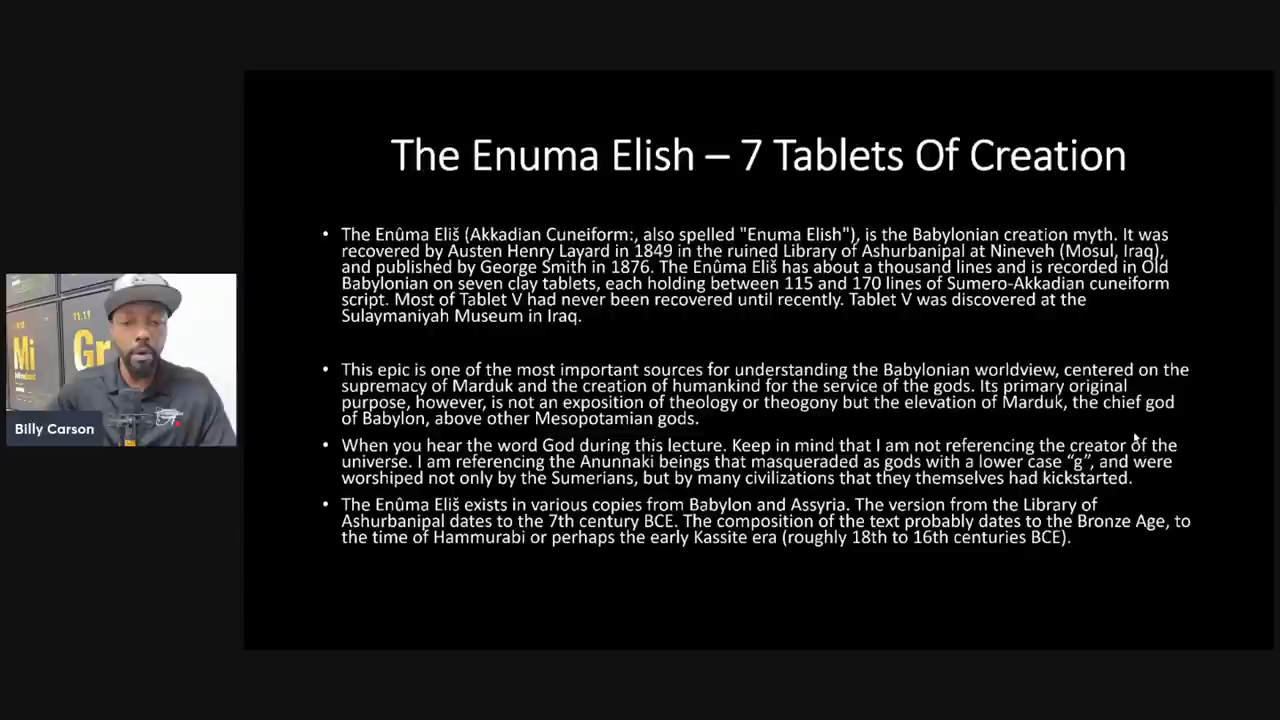 The Enuma Elish – 7 Tablets Of Creation
• The Enûma Eliš (Akkadian Cuneiform:, also spelled "Enuma Elish"), is the Babylonian creation myth. It was
recovered by Austen Henry Layard in 1849 in the ruined Library of Ashurbanipal at Nineveh (Mosul, Iraq),
and published by George Smith in 1876. The Enûma Eliš has about a thousand lines and is recorded in Old
Babylonian on seven clay tablets, each holding between 115 and 170 lines of Sumero-Akkadian cuneiform
script. Most of Tablet V had never been recovered until recently. Tablet V was discovered at the
Sulaymaniyah Museum in Iraq.
• This epic is one of the most important sources for understanding the Babylonian worldview, centered on the
supremacy of Marduk and the creation of humankind for the service of the gods. Its primary original
purpose, however, is not an exposition of theology or theogony but the elevation of Marduk, the chief god
of Babylon, above other Mesopotamian gods.
• When you hear the word God during this lecture. Keep in mind that I am not referencing the creator of the
universe. I am referencing the Anunnaki beings that masqueraded as gods with a lower case “g”, and were
worshiped not only by the Sumerians, but by many civilizations that they themselves had kickstarted.
• The Enûma Eliš exists in various copies from Babylon and Assyria. The version from the Library of
Ashurbanipal dates to the 7th century BCE. The composition of the text probably dates to the Bronze Age, to
the time of Hammurabi or perhaps the early Kassite era (roughly 18th to 16th centuries BCE).
Mi
Gr
Billy Carson